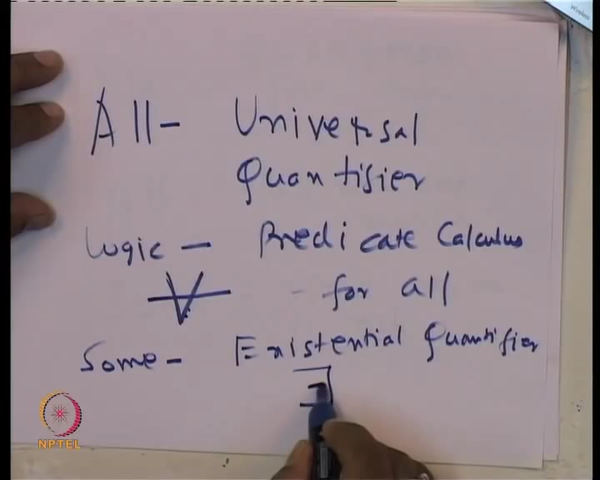 All - Universal
Quantifier
Logic - Predicate Calculus
∀ - for all
Some - Existential Quantifier
∃
NPTEL